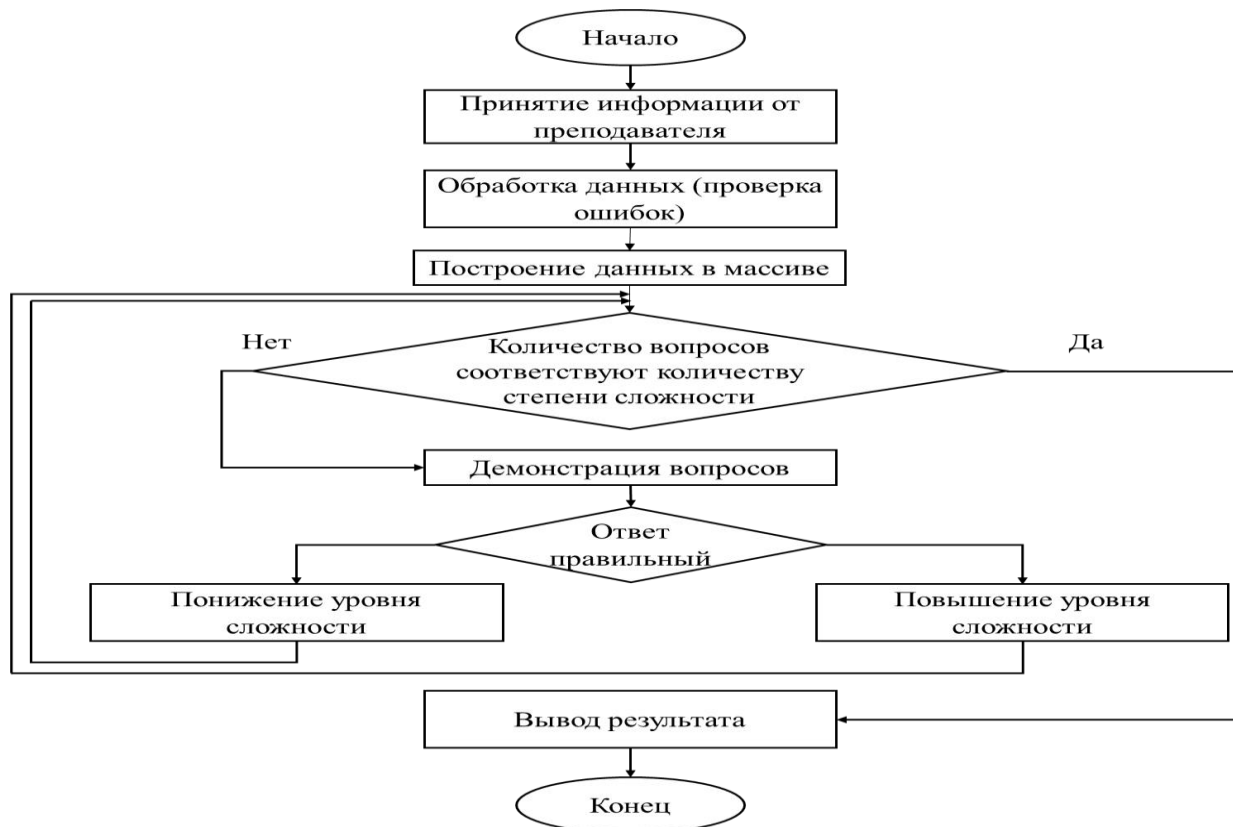 Начало
Принятие информации от
преподавателя
Обработка данных (проверка
ошибок)
Построение данных в массиве
Нет
Да
Количество вопросов
соответствуют количеству
степени сложности
Демонстрация вопросов
Ответ
правильный
Понижение уровня
сложности
Повышение уровня
сложности
Вывод результата
Конец